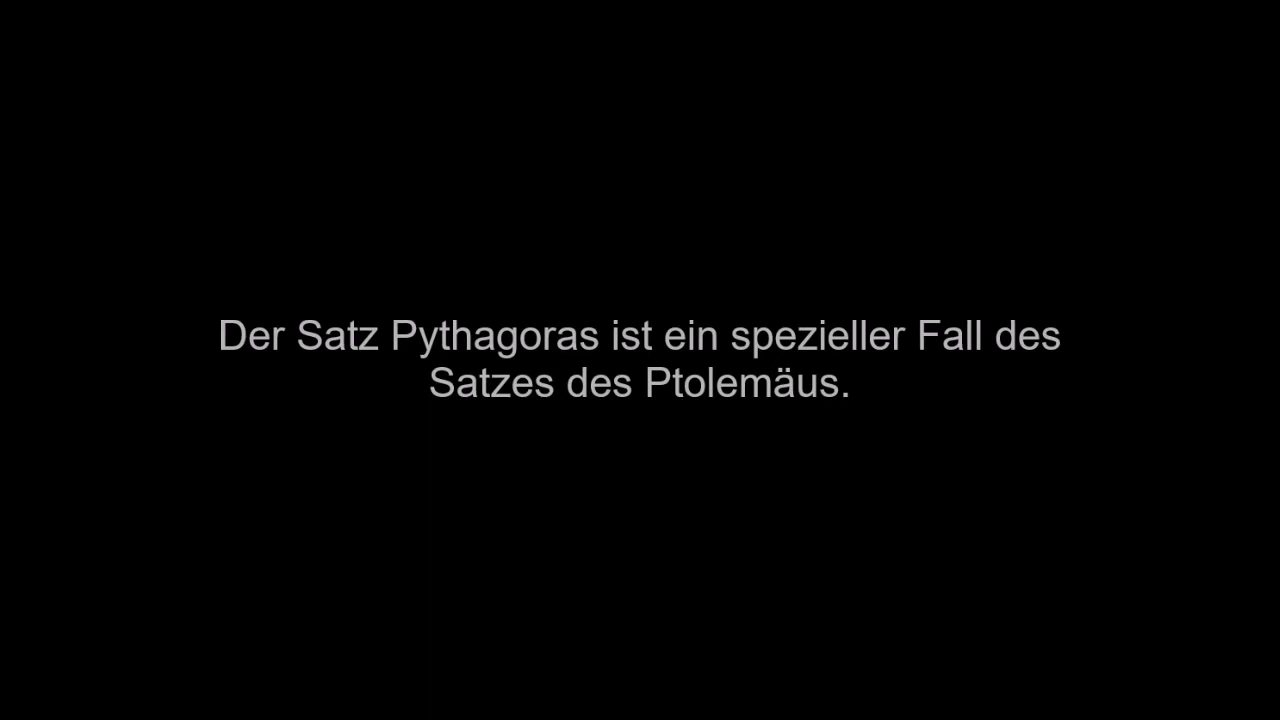 Der Satz Pythagoras ist ein spezieller Fall des
Satzes des Ptolemäus.